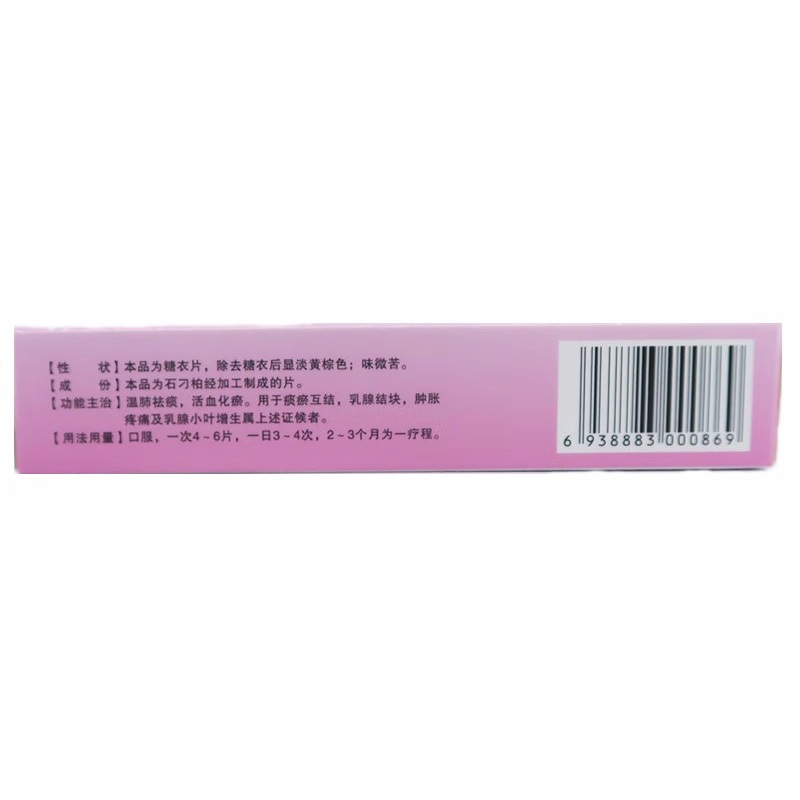 【性　　状】本品为糖衣片，除去糖衣后显淡黄棕色；味微苦。
【成　　份】本品为石刁柏经加工制成的片。
【功能主治】温肺祛痰，活血化瘀。用于痰瘀互结，乳腺结块，肿胀
疼痛及乳腺小叶增生属上述证候者。
【用法用量】口服，一次4～6片，一日3～4次，2～3个月为一疗程。
6 938883 000869